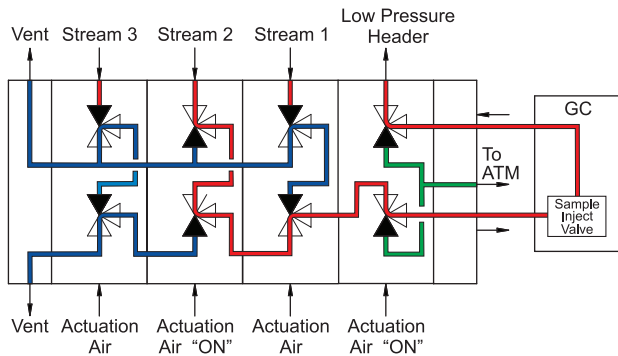 Vent
Stream 3
Stream 2
Stream 1
Low Pressure
Header
GC
To
ATM
Sample
Inject
Valve
Vent
Actuation
Air
Actuation
Air "ON"
Actuation
Air
Actuation
Air "ON"